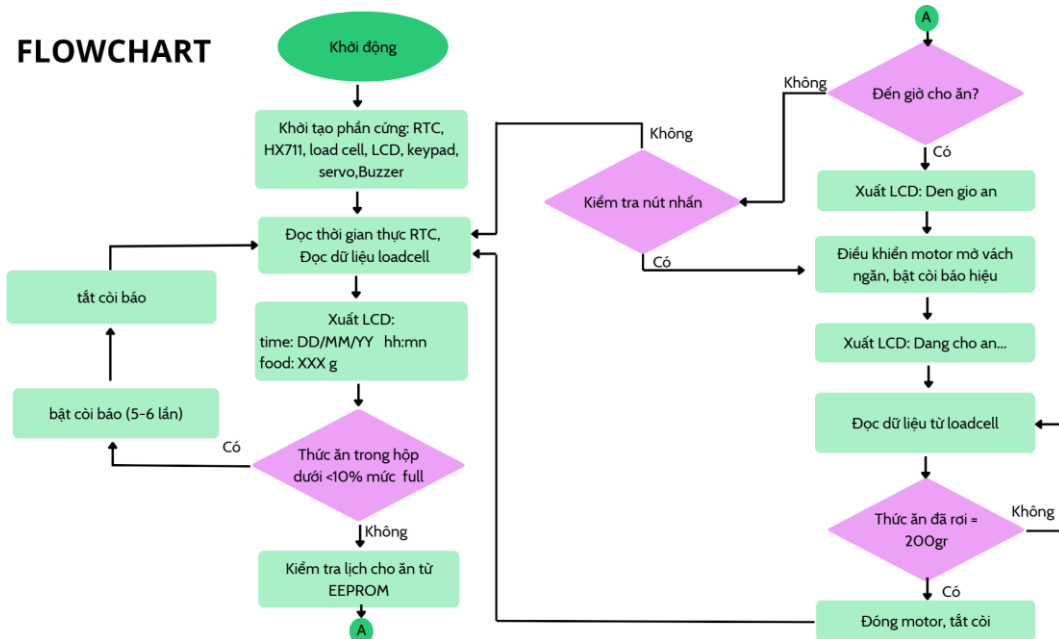 FLOWCHART
Khởi động
Khởi tạo phần cứng: RTC,
HX711, load cell, LCD, keypad,
servo,Buzzer
Đọc thời gian thực RTC,
Đọc dữ liệu loadcell
Xuất LCD:
time: DD/MM/YY hh:mn
food: XXX g
Thức ăn trong hộp
dưới <10% mức full
Có
bật còi báo (5-6 lần)
tắt còi báo
Không
Kiểm tra lịch cho ăn từ
EEPROM
A
A
Đến giờ cho ăn?
Không
Kiểm tra nút nhấn
Không
Có
Có
Xuất LCD: Den gio an
Điều khiển motor mở vách
ngăn, bật còi báo hiệu
Xuất LCD: Dang cho an...
Đọc dữ liệu từ loadcell
Thức ăn đã rơi =
200gr
Không
Có
Đóng motor, tắt còi